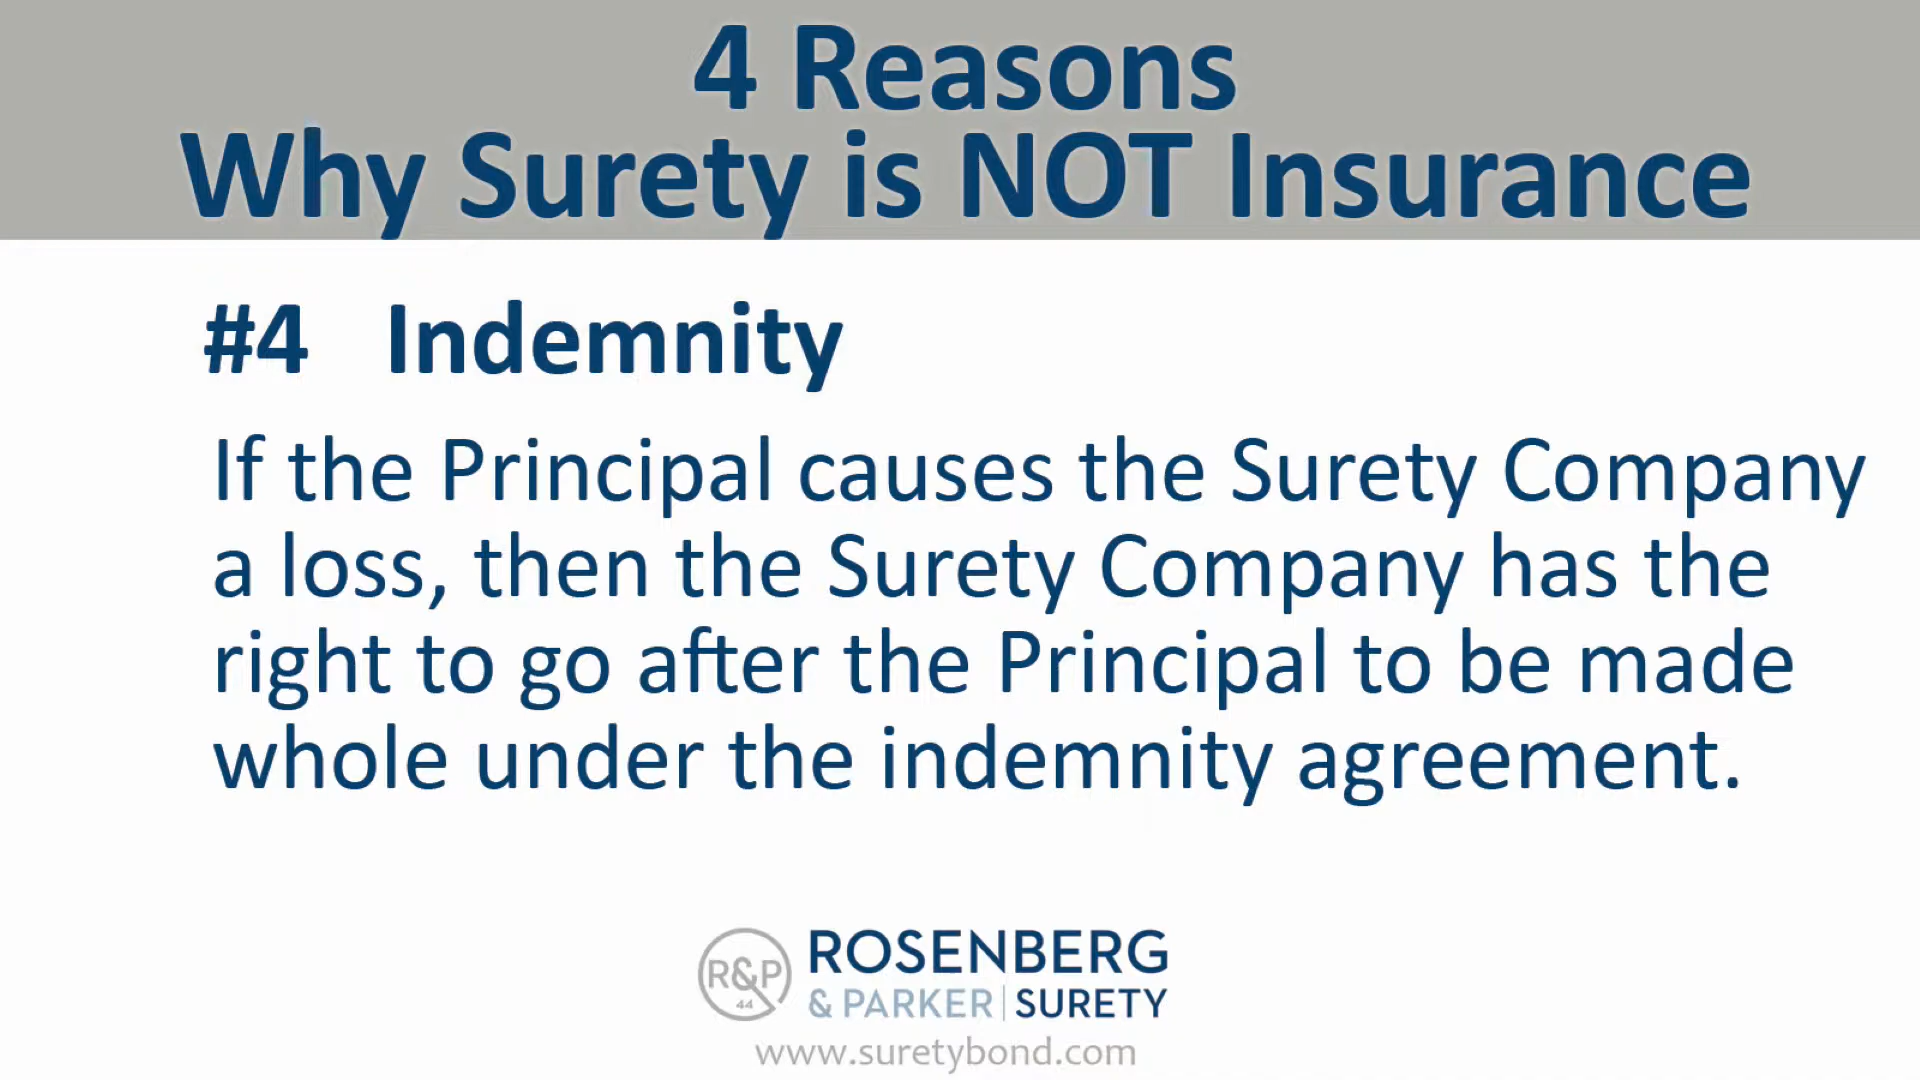 4 Reasons
Why Surety is NOT Insurance
#4 Indemnity
If the Principal causes the Surety Company
a loss, then the Surety Company has the
right to go after the Principal to be made
whole under the indemnity agreement.
R&P
44
ROSENBERG
& PARKER | SURETY
www.suretybond.com